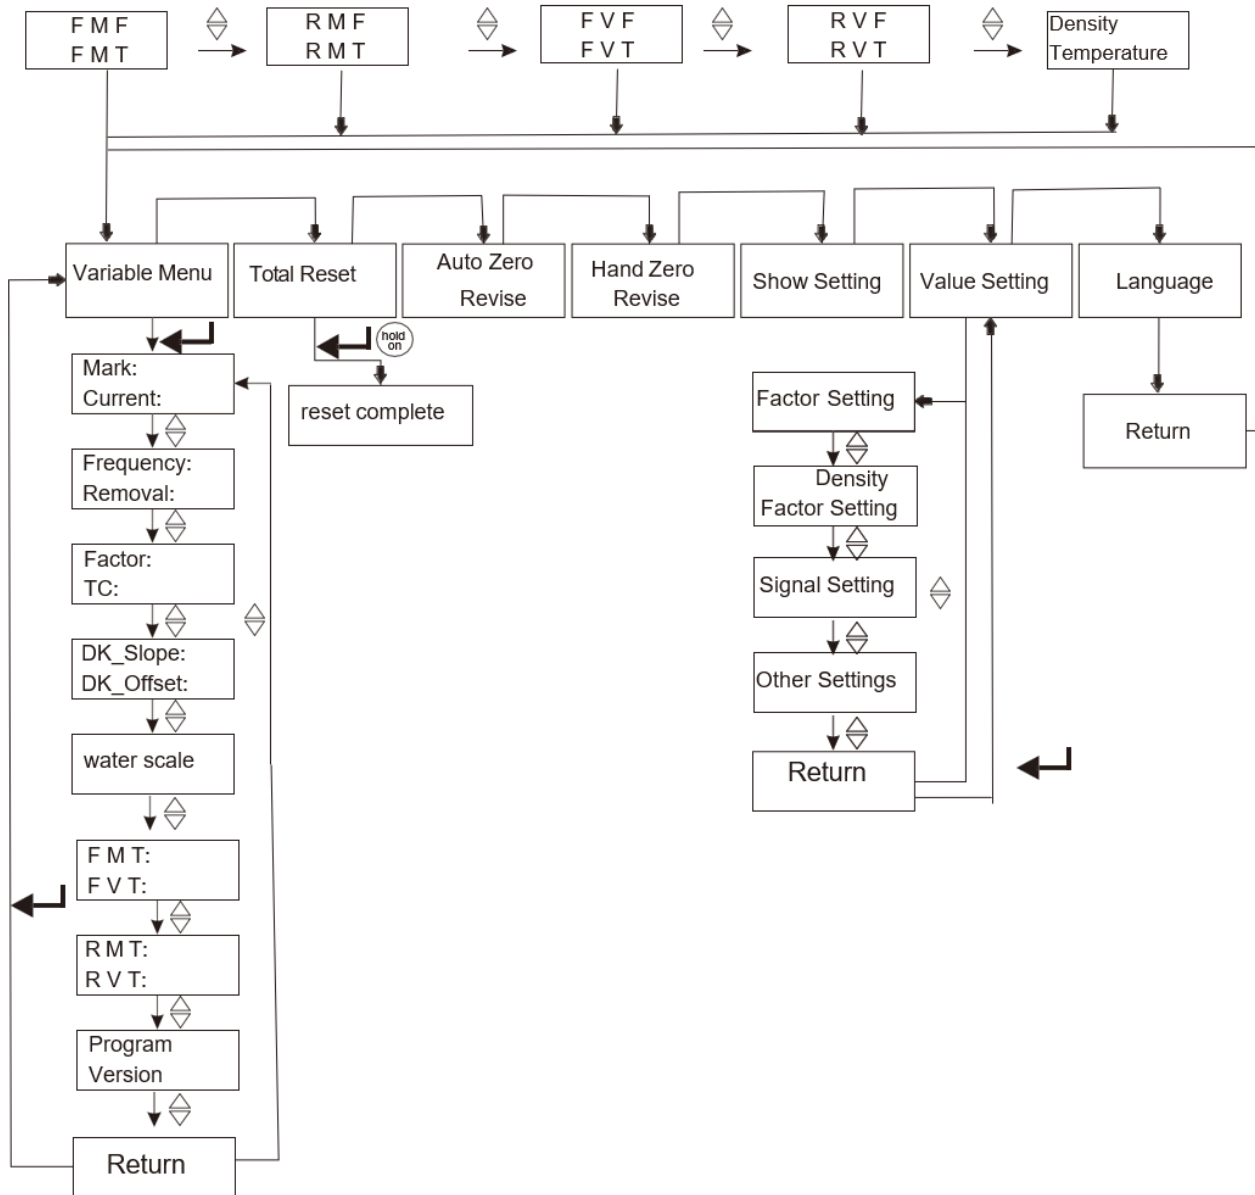 F M F
F M T
R M F
R M T
F V F
F V T
R V F
R V T
Density
Temperature
Variable Menu
Total Reset
Auto Zero
Revise
Hand Zero
Revise
Show Setting
Value Setting
Language
hold
on
Mark:
Current:
reset complete
Frequency:
Removal:
Factor:
TC:
DK_Slope:
DK_Offset:
water scale
F M T:
F V T:
R M T:
R V T:
Program
Version
Return
Factor Setting
Density
Factor Setting
Signal Setting
Other Settings
Return
Return